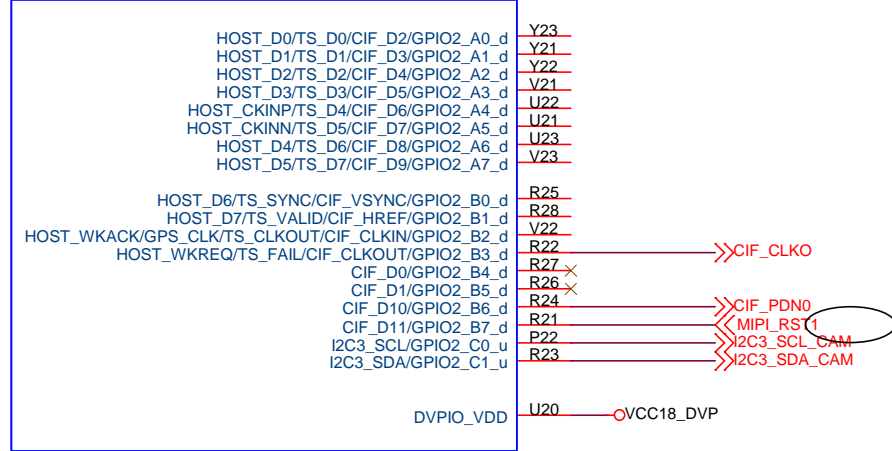 HOST_D0/TS_D0/CIF_D2/GPIO2_A0_d Y23
HOST_D1/TS_D1/CIF_D3/GPIO2_A1_d Y21
HOST_D2/TS_D2/CIF_D4/GPIO2_A2_d Y22
HOST_D3/TS_D3/CIF_D5/GPIO2_A3_d V21
HOST_CKINP/TS_D4/CIF_D6/GPIO2_A4_d U22
HOST_CKINN/TS_D5/CIF_D7/GPIO2_A5_d U21
HOST_D4/TS_D6/CIF_D8/GPIO2_A6_d U23
HOST_D5/TS_D7/CIF_D9/GPIO2_A7_d V23
HOST_D6/TS_SYNC/CIF_VSYNC/GPIO2_B0_d R25
HOST_D7/TS_VALID/CIF_HREF/GPIO2_B1_d R28
HOST_WKACK/GPS_CLK/TS_CLKOUT/CIF_CLKIN/GPIO2_B2_d V22
HOST_WKREQ/TS_FAIL/CIF_CLKOUT/GPIO2_B3_d R22 CIF_CLKO
CIF_D0/GPIO2_B4_d R27
CIF_D1/GPIO2_B5_d R26
CIF_D10/GPIO2_B6_d R24 CIF_PDN0
CIF_D11/GPIO2_B7_d R21 MIPI_RST1
I2C3_SCL/GPIO2_C0_u P22 I2C3_SCL_CAM
I2C3_SDA/GPIO2_C1_u R23 I2C3_SDA_CAM
DVPIO_VDD U20 VCC18_DVP